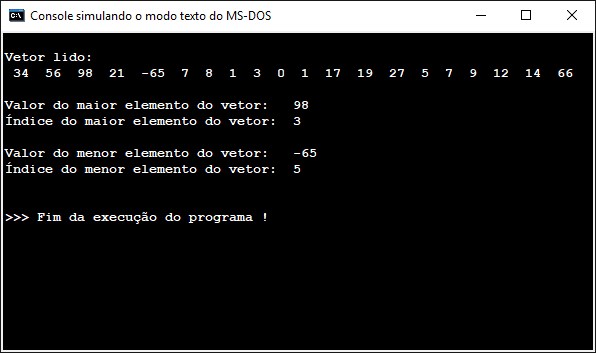 Console simulando o modo texto do MS-DOS
Vetor lido:
34 56 98 21 -65 7 8 1 3 0 1 17 19 27 5 7 9 12 14 66
Valor do maior elemento do vetor: 98
Índice do maior elemento do vetor: 3
Valor do menor elemento do vetor: -65
Índice do menor elemento do vetor: 5
>>> Fim da execução do programa !